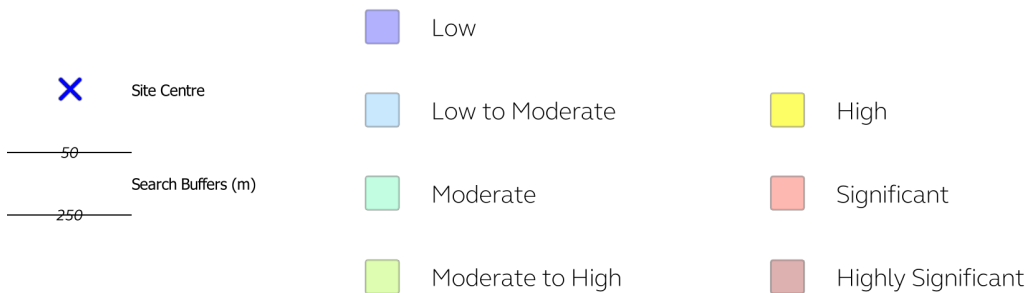 Site Centre
50
Search Buffers (m)
250
Low
Low to Moderate
Moderate
Moderate to High
High
Significant
Highly Significant